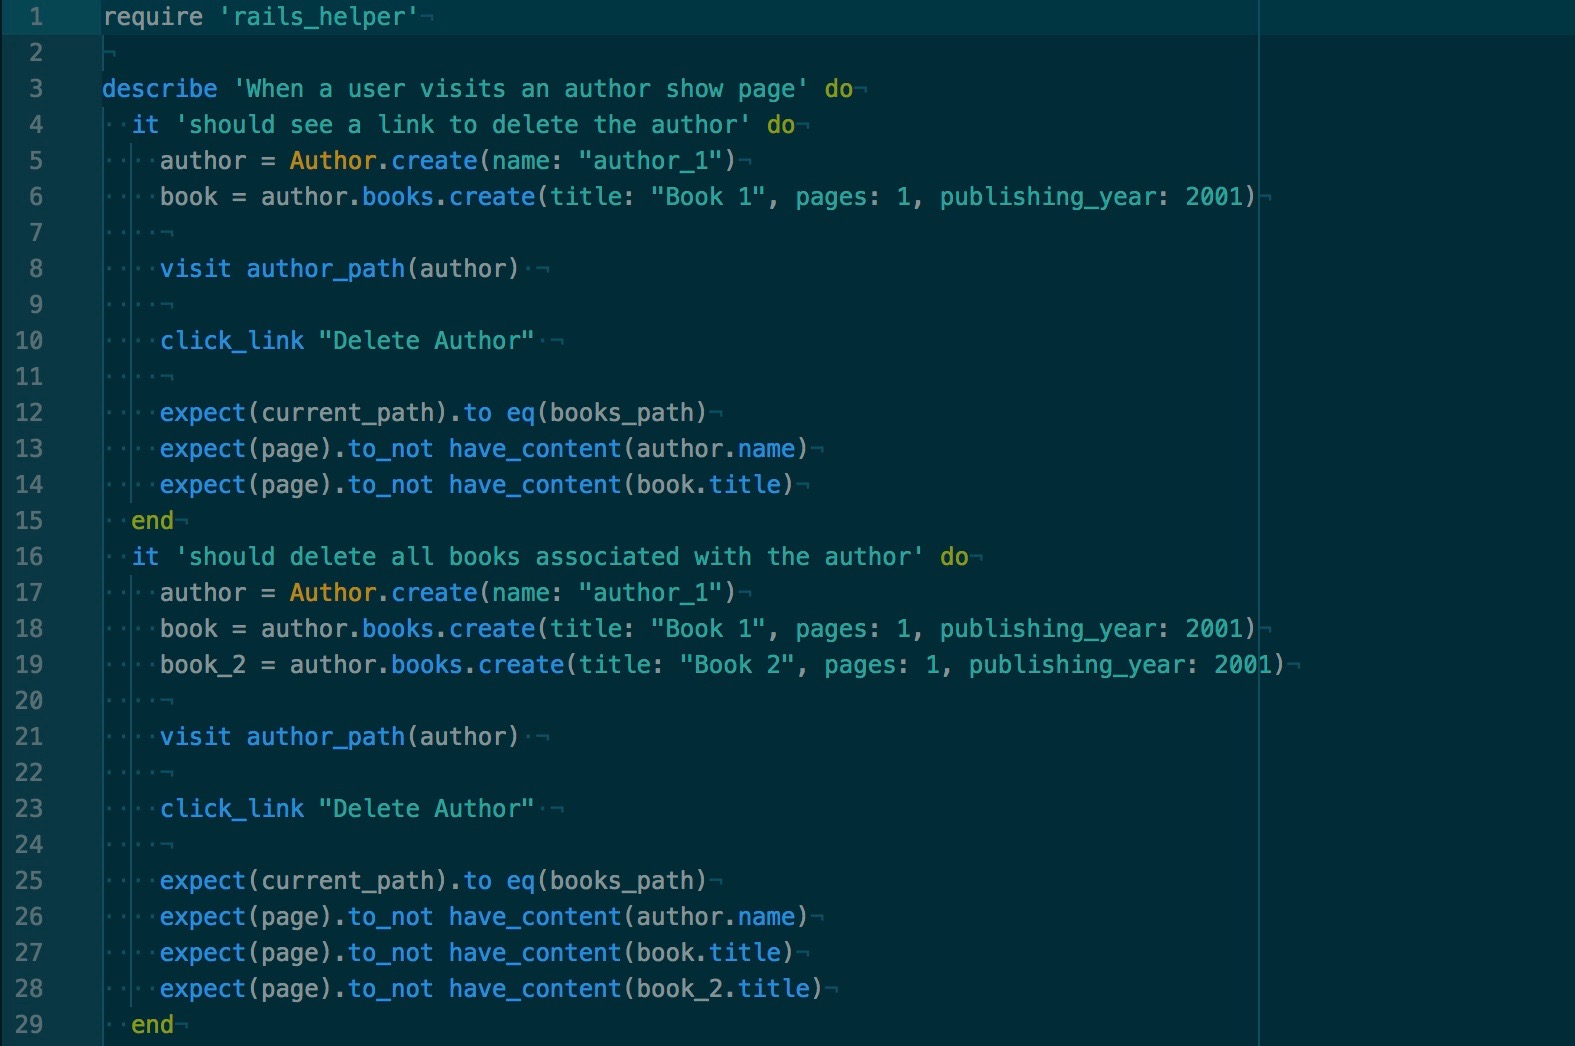 1 require 'rails_helper'¬
2 ¬
3 describe 'When a user visits an author show page' do¬
4 ··it 'should see a link to delete the author' do¬
5 ····author = Author.create(name: "author_1")¬
6 ····book = author.books.create(title: "Book 1", pages: 1, publishing_year: 2001)¬
7 ····¬
8 ····visit author_path(author)·¬
9 ····¬
10 ····click_link "Delete Author"·¬
11 ····¬
12 ····expect(current_path).to eq(books_path)¬
13 ····expect(page).to_not have_content(author.name)¬
14 ····expect(page).to_not have_content(book.title)¬
15 ··end¬
16 ··it 'should delete all books associated with the author' do¬
17 ····author = Author.create(name: "author_1")¬
18 ····book = author.books.create(title: "Book 1", pages: 1, publishing_year: 2001)¬
19 ····book_2 = author.books.create(title: "Book 2", pages: 1, publishing_year: 2001)¬
20 ····¬
21 ····visit author_path(author)·¬
22 ····¬
23 ····click_link "Delete Author"·¬
24 ····¬
25 ····expect(current_path).to eq(books_path)¬
26 ····expect(page).to_not have_content(author.name)¬
27 ····expect(page).to_not have_content(book.title)¬
28 ····expect(page).to_not have_content(book_2.title)¬
29 ··end¬